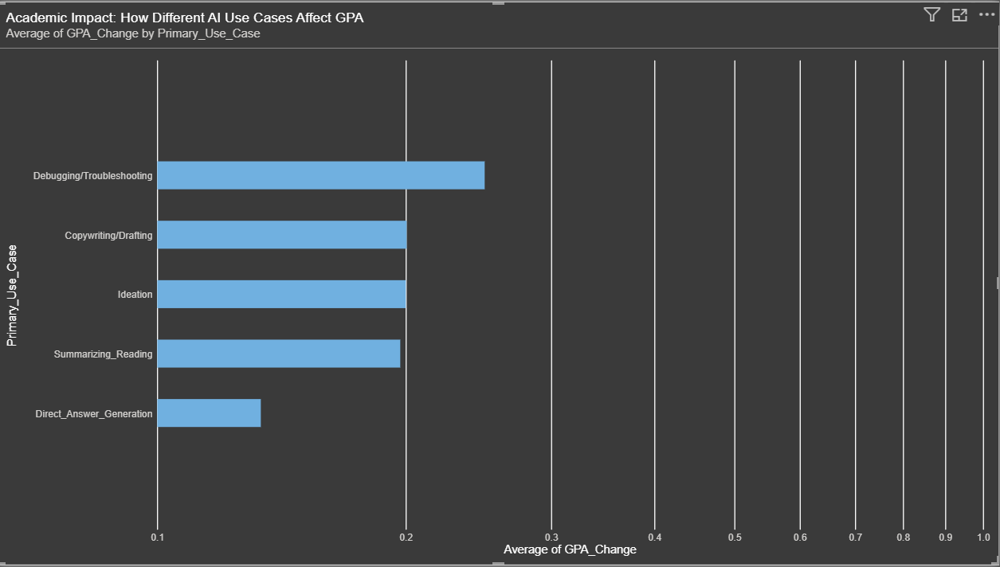 Academic Impact: How Different AI Use Cases Affect GPA
Average of GPA_Change by Primary_Use_Case
Primary_Use_Case
Debugging/Troubleshooting
Copywriting/Drafting
Ideation
Summarizing_Reading
Direct_Answer_Generation
0.1 0.2 0.3 0.4 0.5 0.6 0.7 0.8 0.9 1.0
Average of GPA_Change